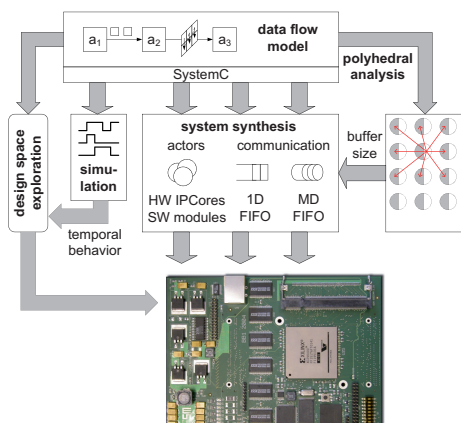 a1
a2
a3
data flow
model
SystemC
polyhedral
analysis
design space
exploration
simu-
lation
temporal
behavior
system synthesis
actors
communication
HW IPCores
SW modules
1D
FIFO
MD
FIFO
buffer
size
XILINX